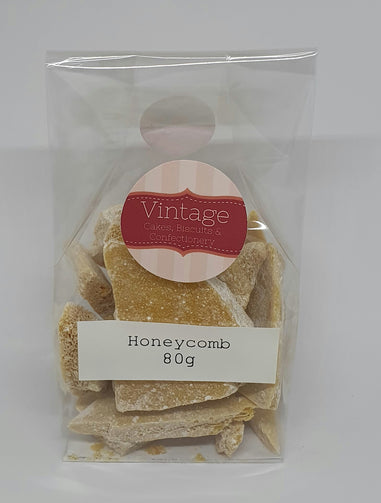 Vintage
Cakes, Biscuits &
Confectionery
Honeycomb
80g